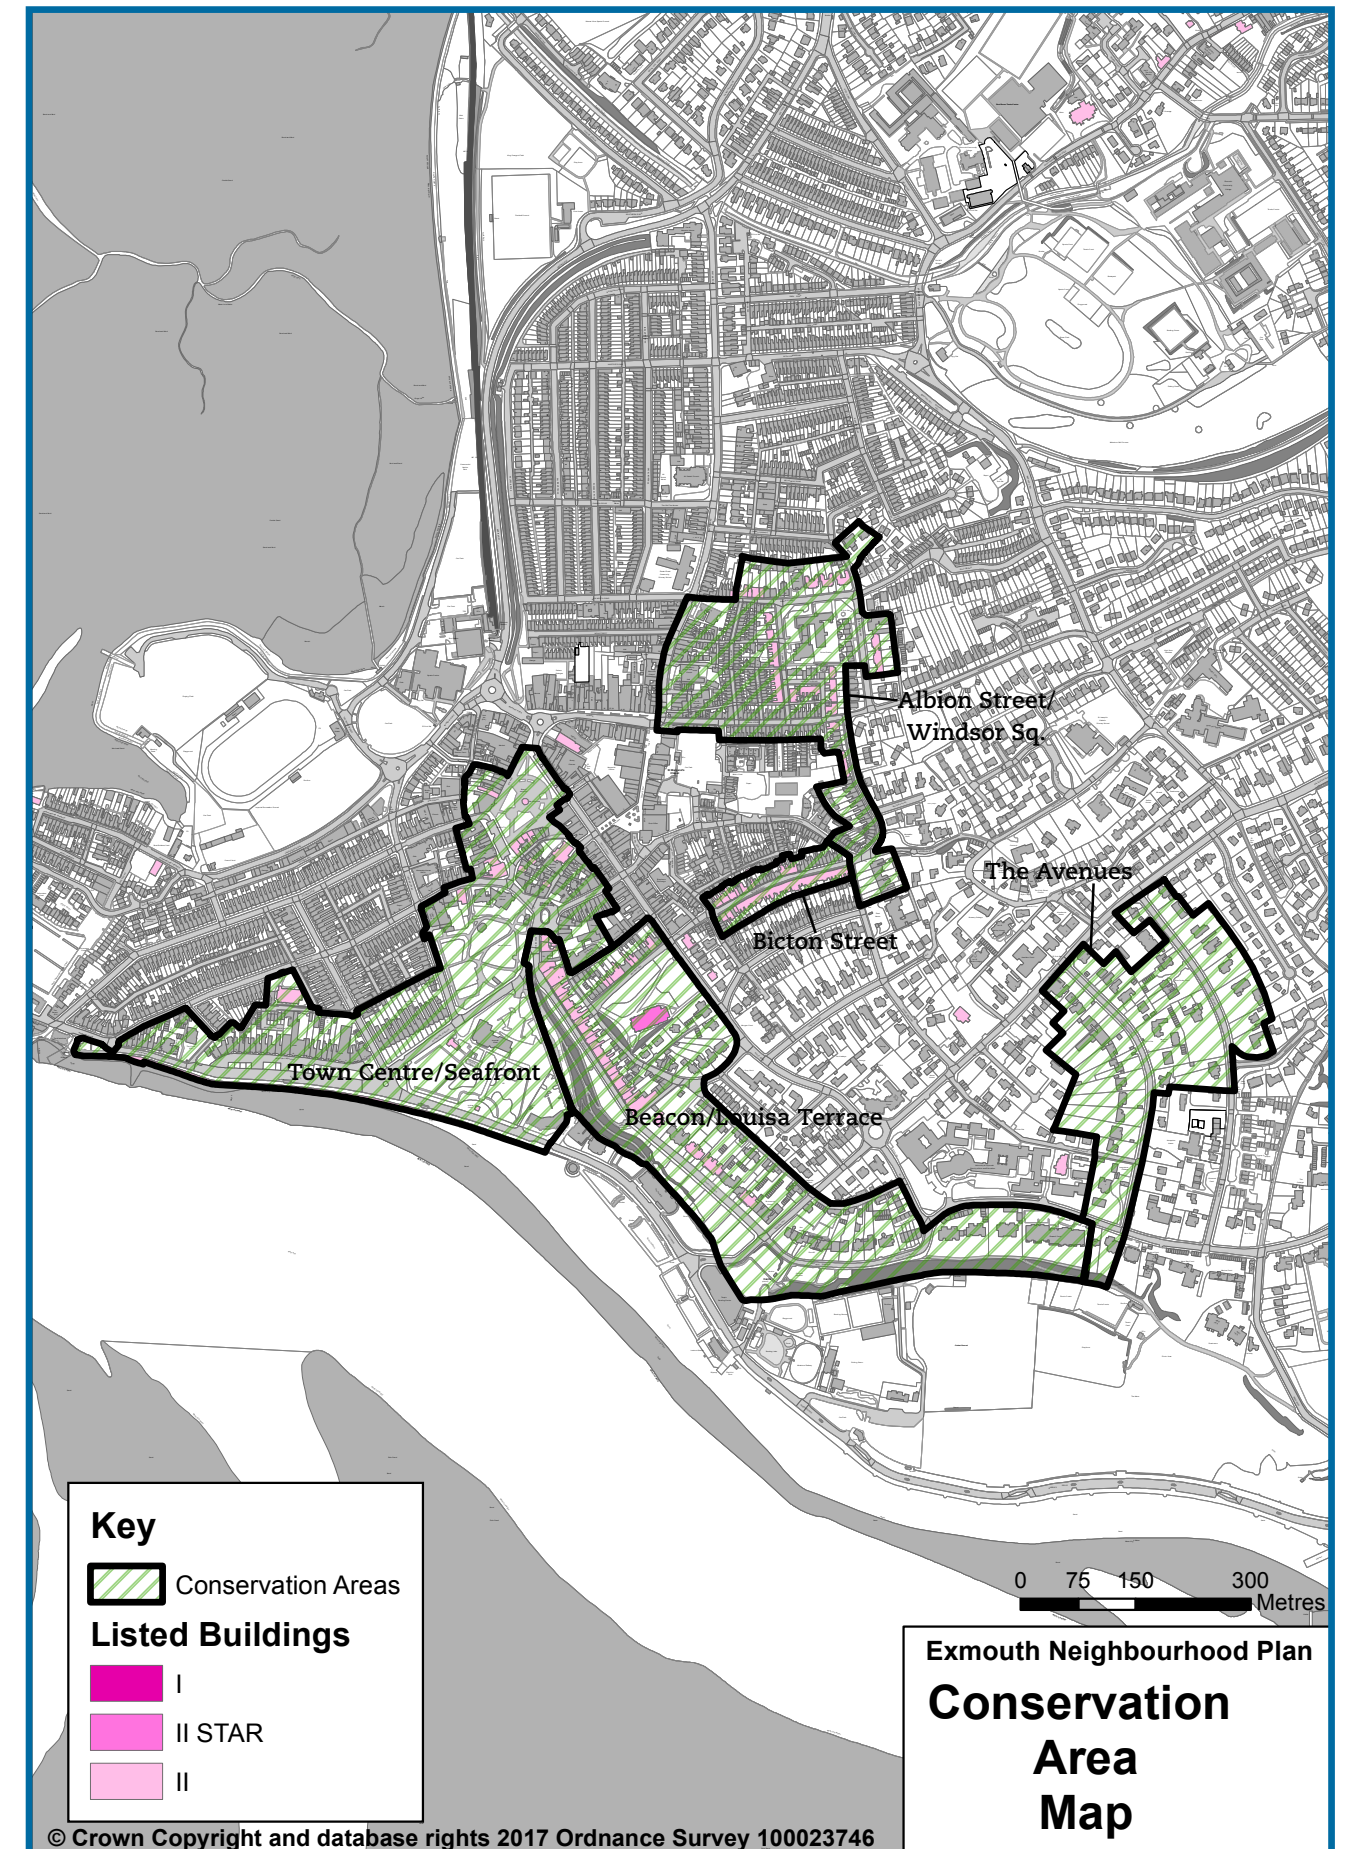 Albion Street/
Windsor Sq.
The Avenues
Bicton Street
Town Centre/Seafront
Beacon/Louisa Terrace
Key
Conservation Areas
Listed Buildings
I
II STAR
II
0 75 150 300
Metres
Exmouth Neighbourhood Plan
Conservation
Area
Map
© Crown Copyright and database rights 2017 Ordnance Survey 100023746